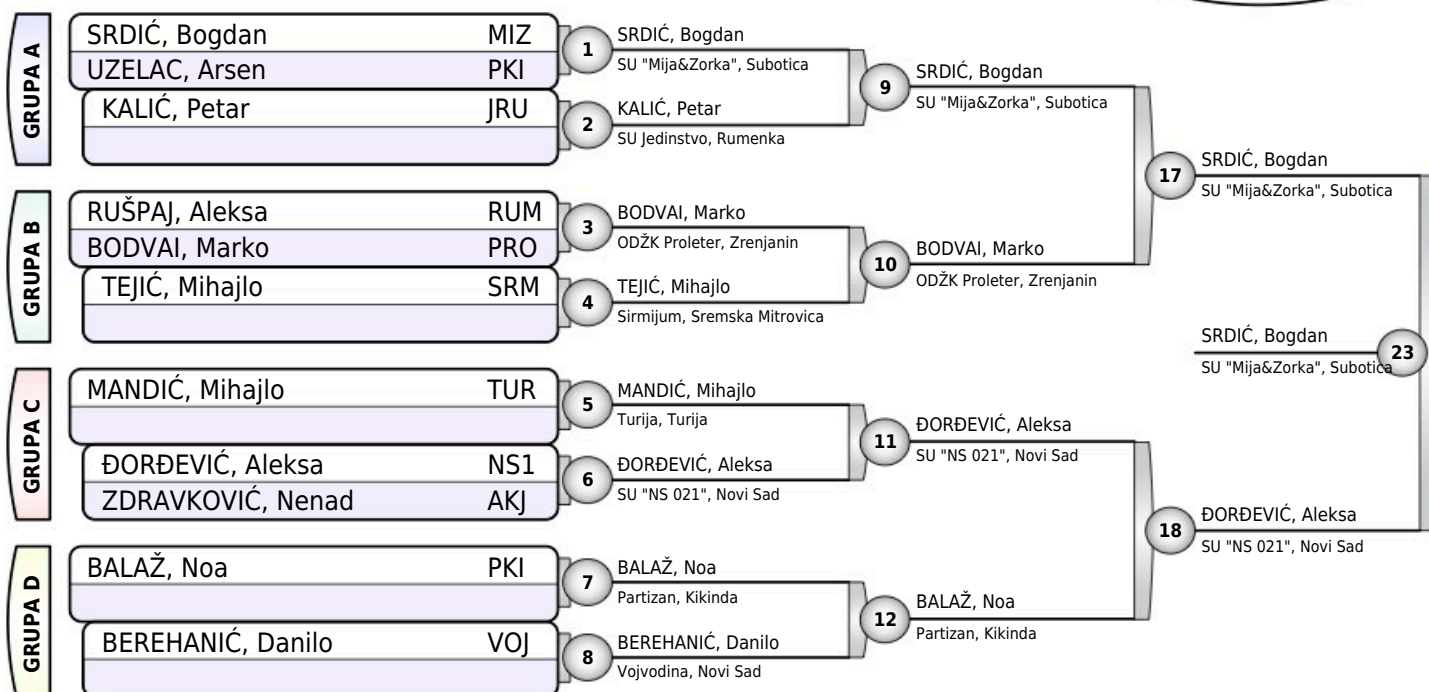 GRUPA A
SRDIĆ, Bogdan MIZ
UZELAC, Arsen PKI
KALIĆ, Petar JRU
1
SRDIĆ, Bogdan
SU "Mija&Zorka", Subotica
2
KALIĆ, Petar
SU Jedinstvo, Rumenka
9
SRDIĆ, Bogdan
SU "Mija&Zorka", Subotica
GRUPA B
RUŠPAJ, Aleksa RUM
BODVAI, Marko PRO
TEJIĆ, Mihajlo SRM
3
BODVAI, Marko
ODŽK Proleter, Zrenjanin
4
TEJIĆ, Mihajlo
Sirmijum, Sremska Mitrovica
10
BODVAI, Marko
ODŽK Proleter, Zrenjanin
17
SRDIĆ, Bogdan
SU "Mija&Zorka", Subotica
SRDIĆ, Bogdan
SU "Mija&Zorka", Subotica
23
GRUPA C
MANDIĆ, Mihajlo TUR
ĐORĐEVIĆ, Aleksa NS1
ZDRAVKOVIĆ, Nenad AKJ
5
MANDIĆ, Mihajlo
Turija, Turija
6
ĐORĐEVIĆ, Aleksa
SU "NS 021", Novi Sad
11
ĐORĐEVIĆ, Aleksa
SU "NS 021", Novi Sad
GRUPA D
BALAŽ, Noa PKI
BEREHANIĆ, Danilo VOJ
7
BALAŽ, Noa
Partizan, Kikinda
8
BEREHANIĆ, Danilo
Vojvodina, Novi Sad
12
BALAŽ, Noa
Partizan, Kikinda
18
ĐORĐEVIĆ, Aleksa
SU "NS 021", Novi Sad